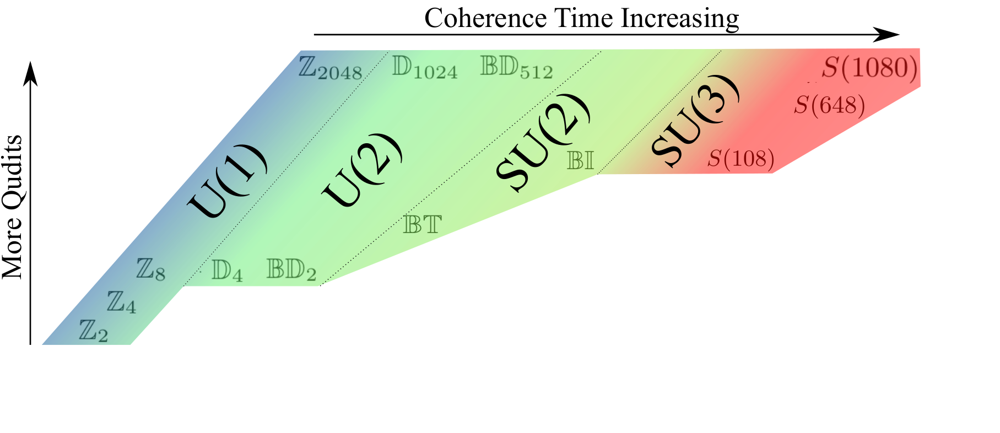 Coherence Time Increasing
More Qudits
ℤ2048 𝔻1024 𝔹𝔻512 S(1080)
S(648)
U(1) U(2) SU(2) SU(3)
𝔹𝕀 S(108)
𝔹𝕋
ℤ8 𝔻4 𝔹𝔻2
ℤ4
ℤ2